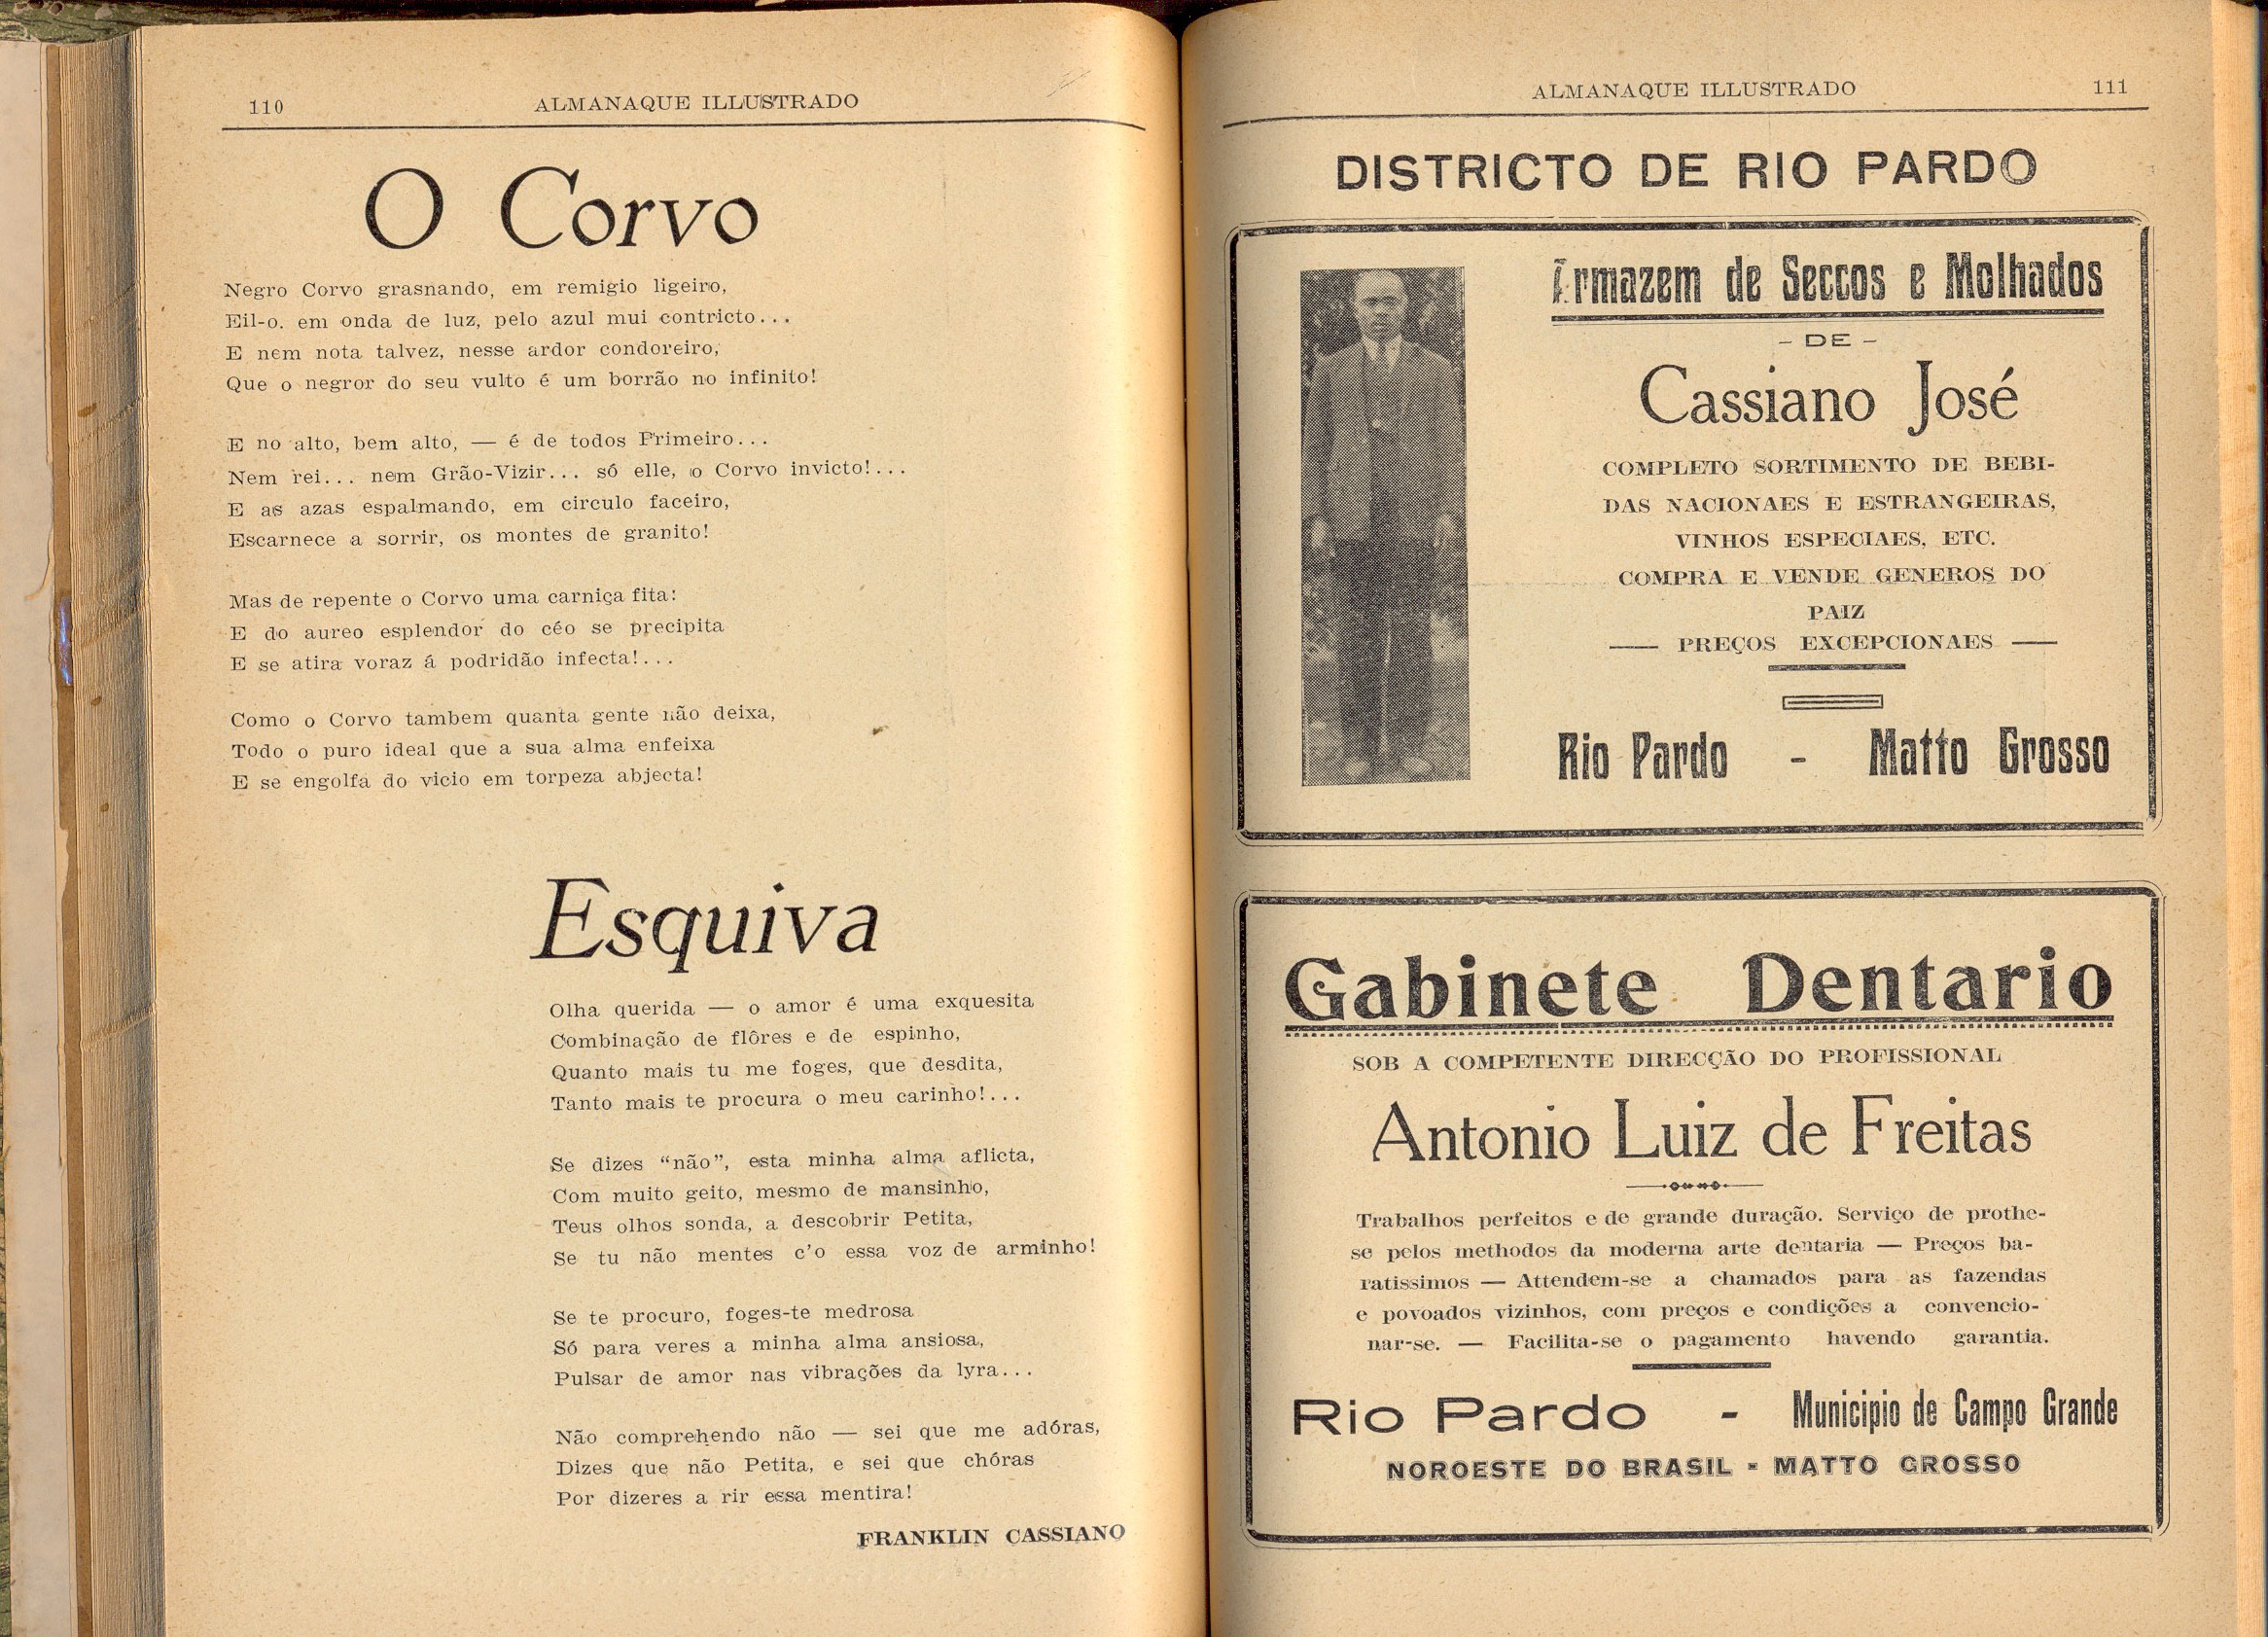 110
ALMANAQUE ILLUSTRADO
O Corvo
Negro Corvo grasnando, em remigio ligeiro,
Eil-o. em onda de luz, pelo azul mui contricto...
E nem nota talvez, nesse ardor condoreiro,
Que o negror do seu vulto é um borrão no infinito!
E no alto, bem alto, — é de todos Primeiro...
Nem rei... nem Grão-Vizir... só elle, o Corvo invicto!...
E as azas espalmando, em circulo faceiro,
Escarnece a sorrir, os montes de granito!
Mas de repente o Corvo uma carniça fita:
E do aureo esplendor do céo se precipita
E se atira voraz á podridão infecta!...
Como o Corvo tambem quanta gente não deixa,
Todo o puro ideal que a sua alma enfeixa
E se engolfa do vicio em torpeza abjecta!
Esquiva
Olha querida — o amor é uma exquesita
Combinação de flôres e de espinho,
Quanto mais tu me foges, que desdita,
Tanto mais te procura o meu carinho!...
Se dizes “não”, esta minha alma aflicta,
Com muito geito, mesmo de mansinho,
Teus olhos sonda, a descobrir Petita,
Se tu não mentes c'o essa voz de arminho!
Se te procuro, foges-te medrosa
Só para veres a minha alma ansiosa,
Pulsar de amor nas vibrações da lyra...
Não comprehendo não — sei que me adóras,
Dizes que não Petita, e sei que chóras
Por dizeres a rir essa mentira!
FRANKLIN CASSIANO
ALMANAQUE ILLUSTRADO
111
DISTRICTO DE RIO PARDO
Armazem de Seccos e Molhados
- DE -
Cassiano José
COMPLETO SORTIMENTO DE BEBI-
DAS NACIONAES E ESTRANGEIRAS,
VINHOS ESPECIAES, ETC.
COMPRA E VENDE GENEROS DO
PAIZ
— PREÇOS EXCEPCIONAES —
Rio Pardo - Matto Grosso
Gabinete Dentario
SOB A COMPETENTE DIRECÇÃO DO PROFISSIONAL
Antonio Luiz de Freitas
Trabalhos perfeitos e de grande duração. Serviço de prothe-
se pelos methodos da moderna arte dentaria — Preços ba-
ratissimos — Attendem-se a chamados para as fazendas
e povoados vizinhos, com preços e condições a convencio-
nar-se. — Facilita-se o pagamento havendo garantia.
Rio Pardo - Municipio de Campo Grande
NOROESTE DO BRASIL - MATTO GROSSO